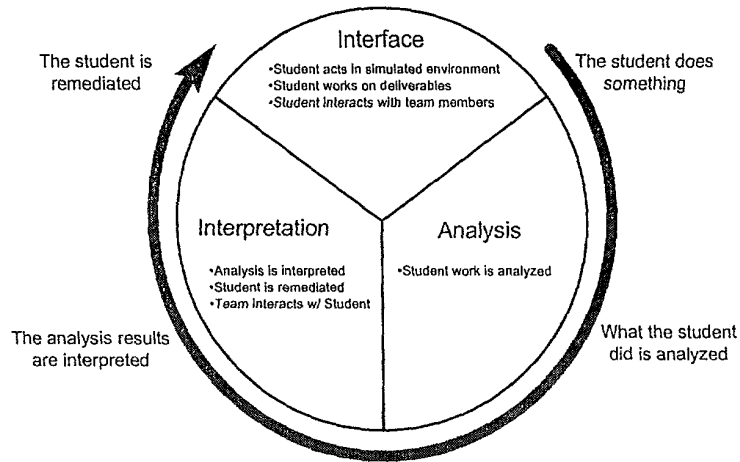 Interface
•Student acts in simulated environment
•Student works on deliverables
•Student Interacts with team members
The student is
remediated
The student does
something
Interpretation
•Analysis is interpreted
•Student is remediated
•Team Interacts w/ Student
Analysis
•Student work is analyzed
The analysis results
are interpreted
What the student
did is analyzed